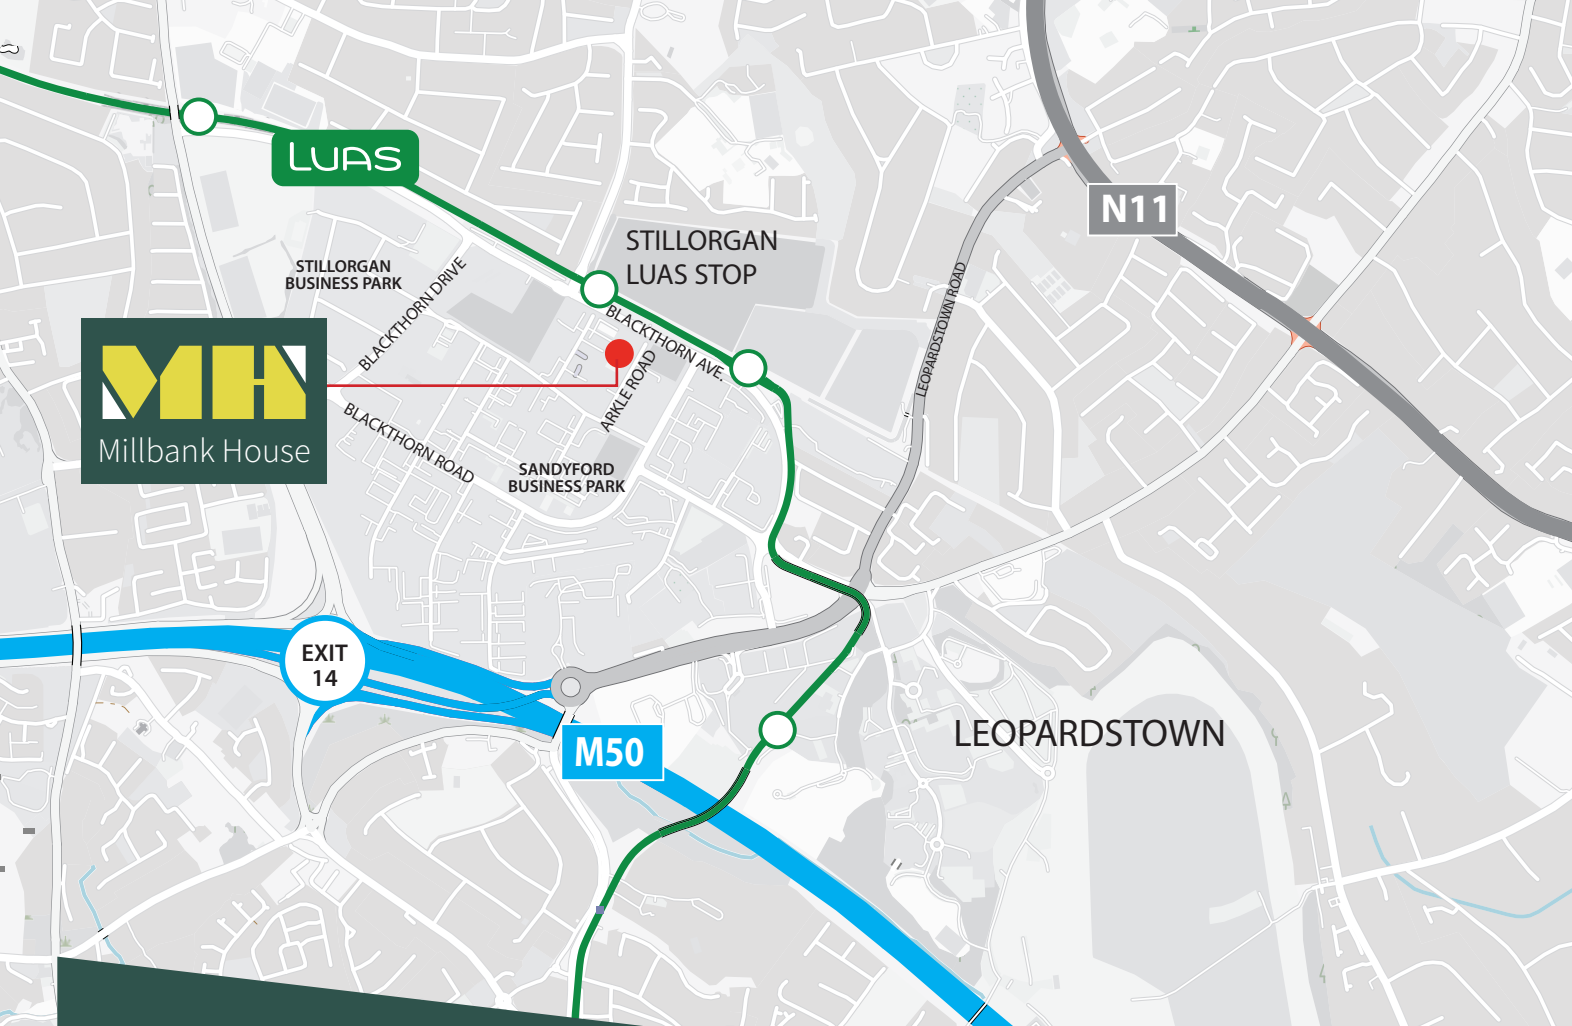 LUAS
N11
STILLORGAN
LUAS STOP
STILLORGAN
BUSINESS PARK
BLACKTHORN DRIVE
BLACKTHORN AVE.
LEOPARDSTOWN ROAD
MH
Millbank House
ARKLE ROAD
BLACKTHORN ROAD
SANDYFORD
BUSINESS PARK
EXIT
14
M50
LEOPARDSTOWN